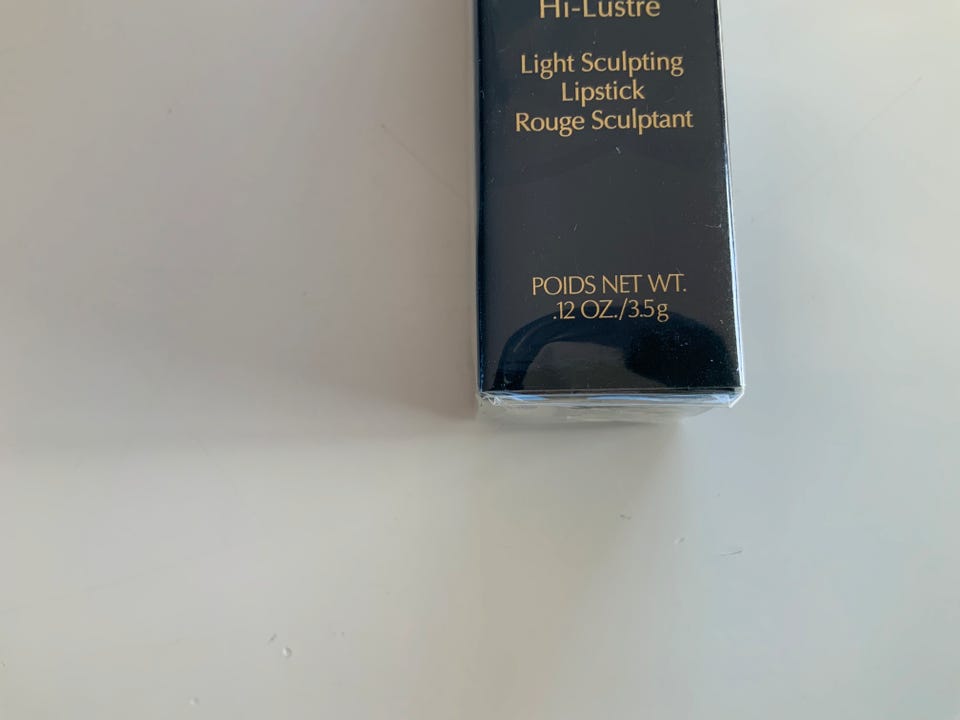 Hi-Lustre
Light Sculpting
Lipstick
Rouge Sculptant
POIDS NET WT.
.12 OZ./3.5g